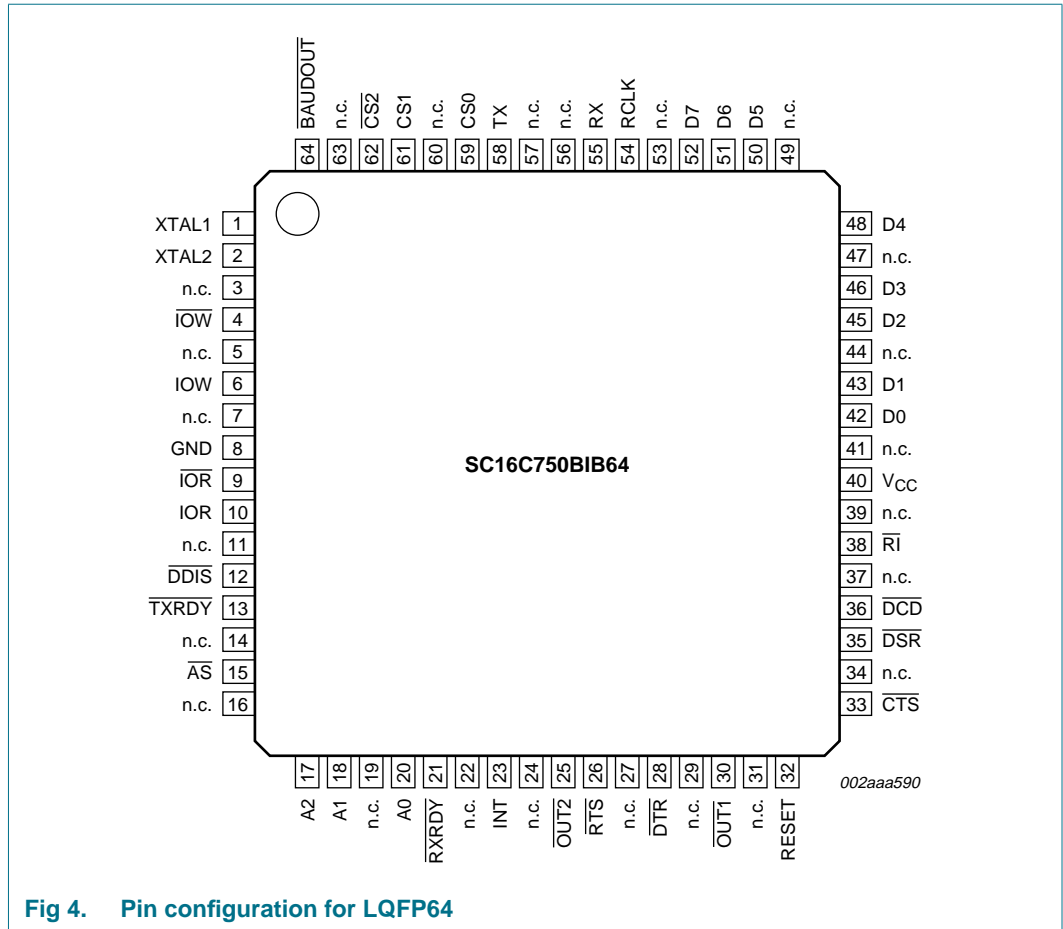 BAUDOUT n.c. CS2 CS1 n.c. CS0 TX n.c. n.c. RX RCLK n.c. D7 D6 D5 n.c.
64 63 62 61 60 59 58 57 56 55 54 53 52 51 50 49
XTAL1 1
XTAL2 2
n.c. 3
IOW 4
n.c. 5
IOW 6
n.c. 7
GND 8
IOR 9
IOR 10
n.c. 11
DDIS 12
TXRDY 13
n.c. 14
AS 15
n.c. 16
SC16C750BIB64
48 D4
47 n.c.
46 D3
45 D2
44 n.c.
43 D1
42 D0
41 n.c.
40 VCC
39 n.c.
38 RI
37 n.c.
36 DCD
35 DSR
34 n.c.
33 CTS
17 18 19 20 21 22 23 24 25 26 27 28 29 30 31 32
A2 A1 n.c. A0 RXRDY n.c. INT n.c. OUT2 RTS n.c. DTR n.c. OUT1 n.c. RESET
002aaa590
Fig 4. Pin configuration for LQFP64